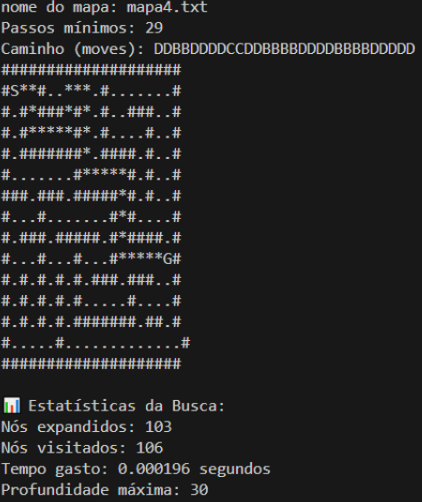 nome do mapa: mapa4.txt
Passos mínimos: 29
Caminho (moves): DDBBDDDDCCDDBBBBDDDDBBBBDDDDD
####################
#S**#..***.#.......#
#.#*###*#*.#..###..#
#.#*****#*.#....#..#
#.#######*.####.#..#
#.......#*****#.#..#
###.###.#####*#.#..#
#...#.......#*#....#
#.###.#####.#*####.#
#...#...#...#*****G#
#.#.#.#.#.###.###..#
#.#.#.#.#.....#....#
#.#.#.#.#######.##.#
#.....#.............#
####################
📊 Estatísticas da Busca:
Nós expandidos: 103
Nós visitados: 106
Tempo gasto: 0.000196 segundos
Profundidade máxima: 30